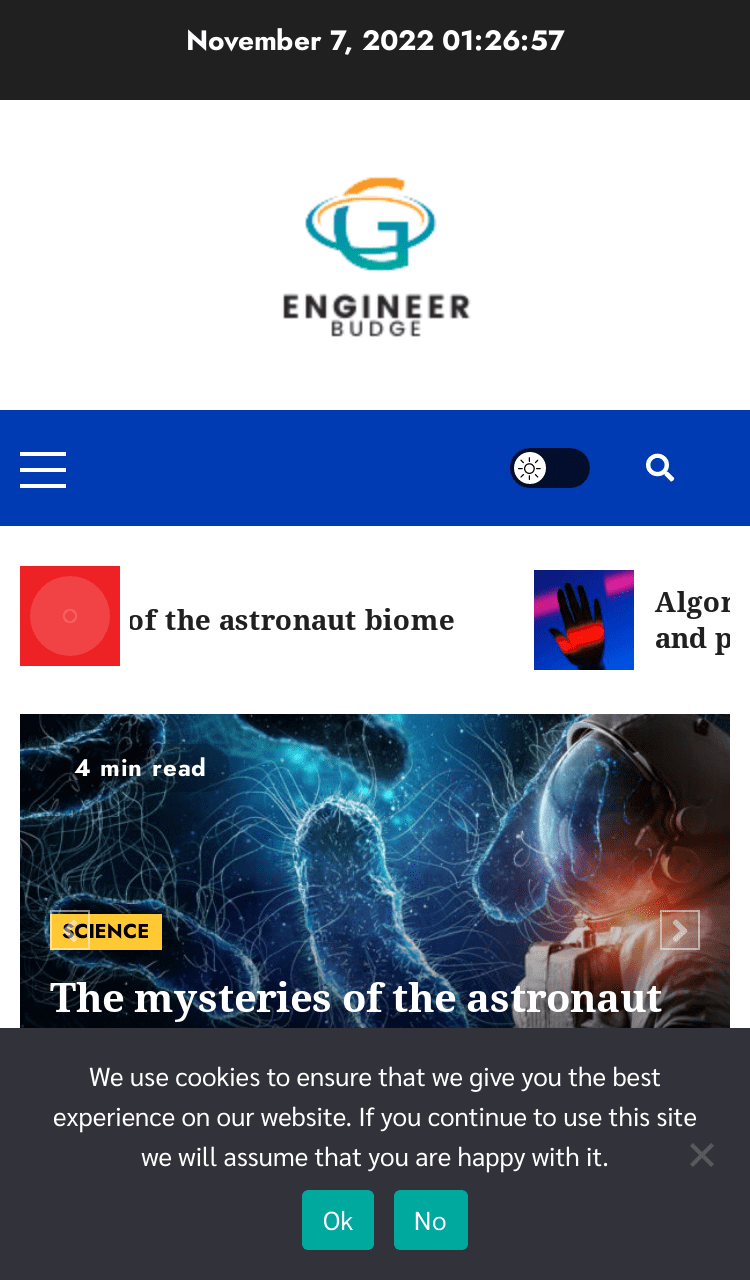 November 7, 2022 01:26:57
ENGINEER
BUDGE
of the astronaut biome
and
4 min read
SCIENCE
The mysteries of the astronaut
We use cookies to ensure that we give you the best
experience on our website. If you continue to use this site
we will assume that you are happy with it.
Ok
No